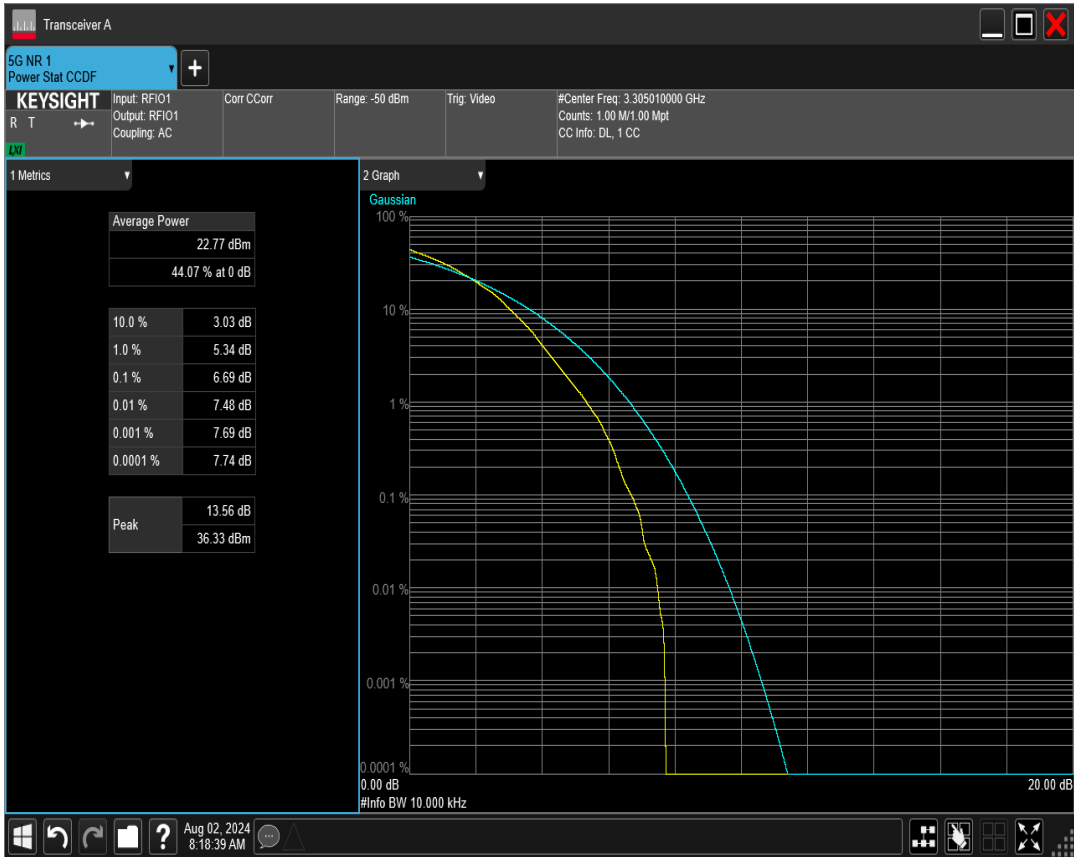 Transceiver A
5G NR 1
Power Stat CCDF
KEYSIGHT
R T
LXI
Input: RFIO1
Output: RFIO1
Coupling: AC
Corr CCorr
Range: -50 dBm
Trig: Video
#Center Freq: 3.305010000 GHz
Counts: 1.00 M/1.00 Mpt
CC Info: DL, 1 CC
1 Metrics
Average Power
22.77 dBm
44.07 % at 0 dB
10.0 % 3.03 dB
1.0 % 5.34 dB
0.1 % 6.69 dB
0.01 % 7.48 dB
0.001 % 7.69 dB
0.0001 % 7.74 dB
Peak
13.56 dB
36.33 dBm
2 Graph
Gaussian
100 %
10 %
1 %
0.1 %
0.01 %
0.001 %
0.0001 %
0.00 dB 20.00 dB
#Info BW 10.000 kHz
?
Aug 02, 2024
8:18:39 AM